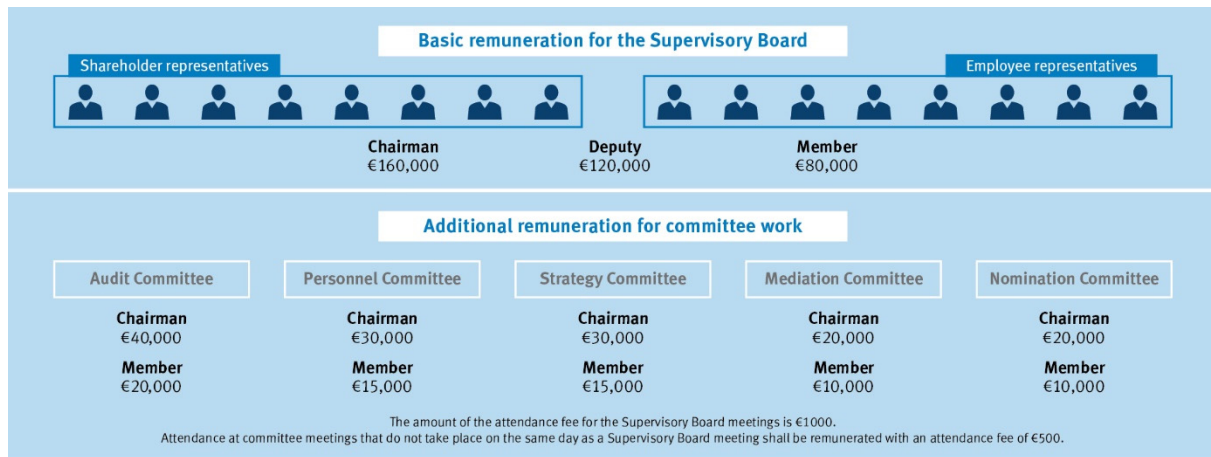 Basic remuneration for the Supervisory Board
Shareholder representatives
Employee representatives
Chairman
€160,000
Deputy
€120,000
Member
€80,000
Additional remuneration for committee work
Audit Committee
Personnel Committee
Strategy Committee
Mediation Committee
Nomination Committee
Chairman
€40,000
Chairman
€30,000
Chairman
€30,000
Chairman
€20,000
Chairman
€20,000
Member
€20,000
Member
€15,000
Member
€15,000
Member
€10,000
Member
€10,000
The amount of the attendance fee for the Supervisory Board meetings is €1000.
Attendance at committee meetings that do not take place on the same day as a Supervisory Board meeting shall be remunerated with an attendance fee of €500.